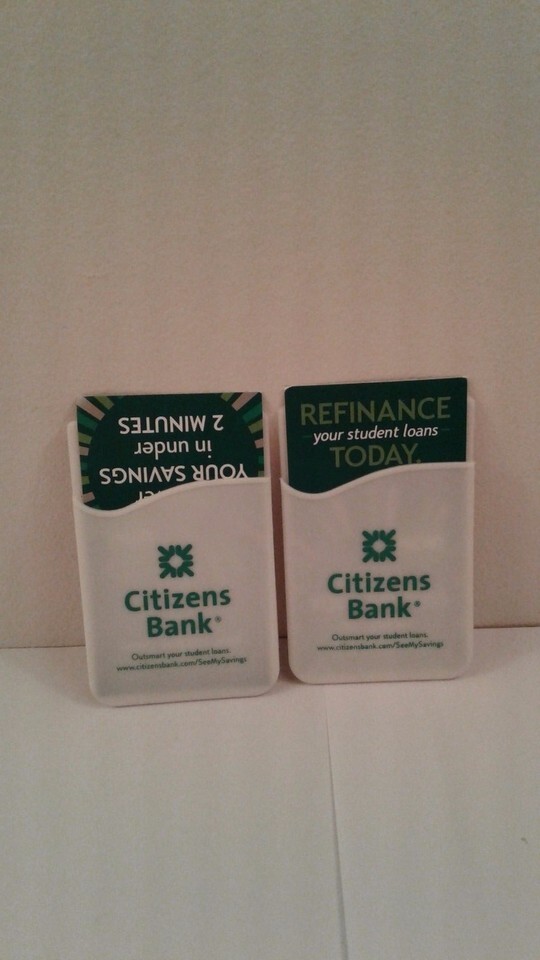 YOUR SAVINGS
in under
2 MINUTES
Citizens
Bank®
Outsmart your student loans.
www.citizensbank.com/SeeMySavings
REFINANCE
your student loans
TODAY.
Citizens
Bank®
Outsmart your student loans.
www.citizensbank.com/SeeMySavings